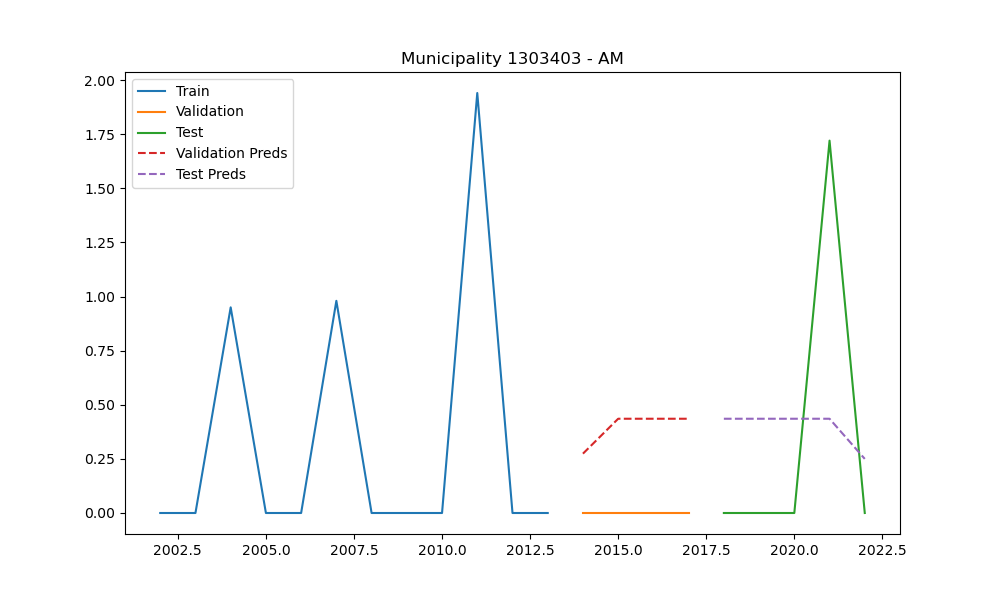 Municipality 1303403 - AM
2.00
1.75
1.50
1.25
1.00
0.75
0.50
0.25
0.00
Train
Validation
Test
Validation Preds
Test Preds
2002.5 2005.0 2007.5 2010.0 2012.5 2015.0 2017.5 2020.0 2022.5